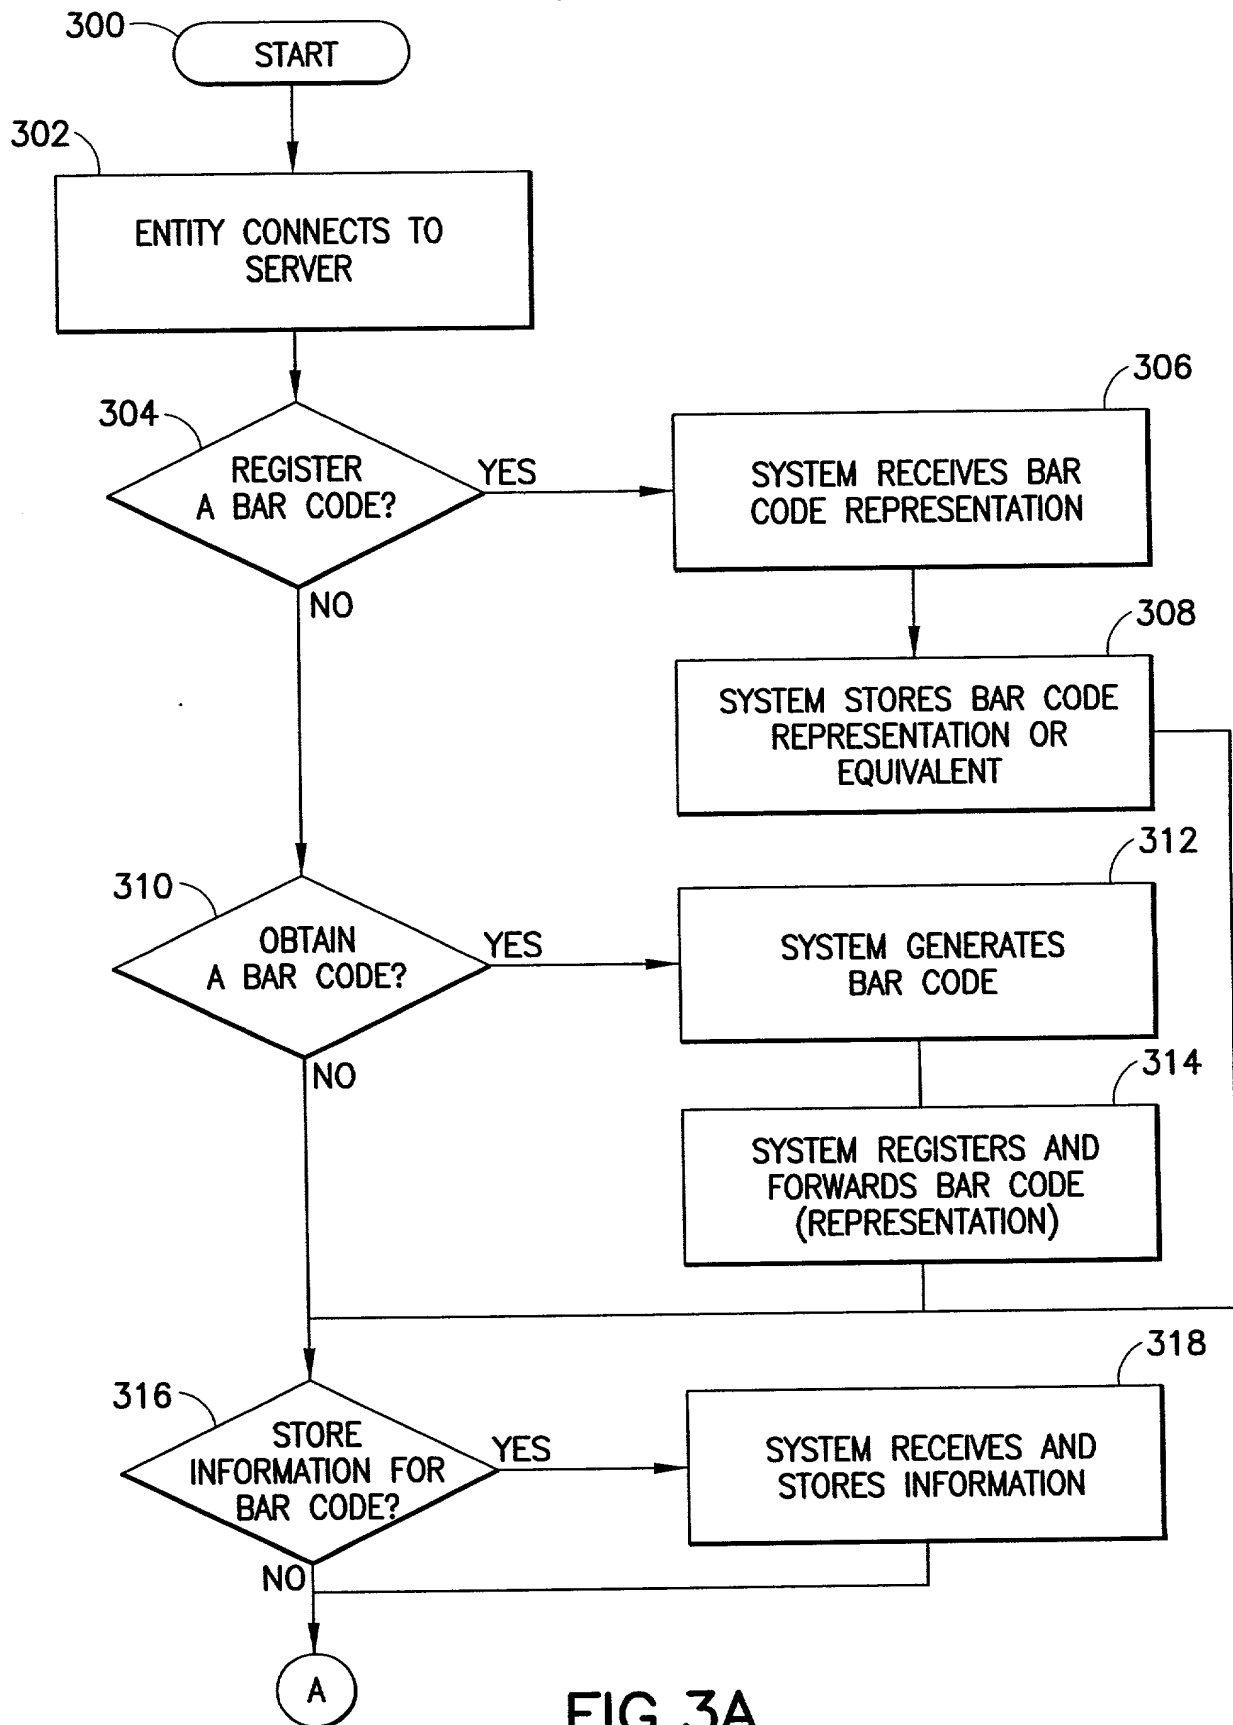 300
START
302
ENTITY CONNECTS TO
SERVER
304
REGISTER
A BAR CODE?
YES
NO
306
SYSTEM RECEIVES BAR
CODE REPRESENTATION
308
SYSTEM STORES BAR CODE
REPRESENTATION OR
EQUIVALENT
310
OBTAIN
A BAR CODE?
YES
NO
312
SYSTEM GENERATES
BAR CODE
314
SYSTEM REGISTERS AND
FORWARDS BAR CODE
(REPRESENTATION)
316
STORE
INFORMATION FOR
BAR CODE?
YES
NO
318
SYSTEM RECEIVES AND
STORES INFORMATION
A
FIG.3A